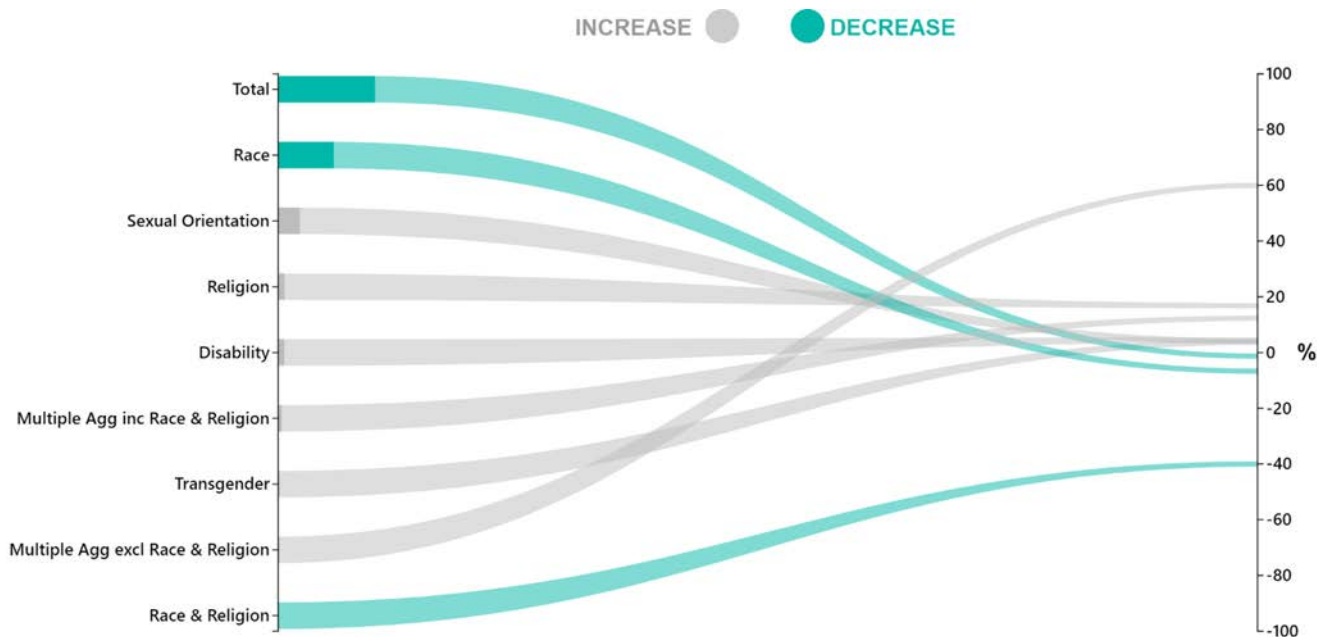 INCREASE DECREASE
Total
Race
Sexual Orientation
Religion
Disability
Multiple Agg inc Race & Religion
Transgender
Multiple Agg excl Race & Religion
Race & Religion
100
80
60
40
20
0 %
-20
-40
-60
-80
-100